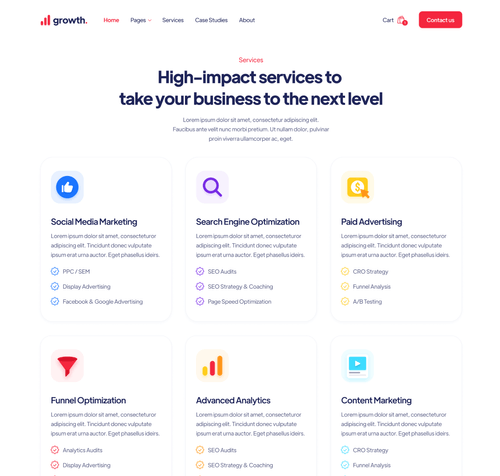 growth.
Home Pages Services Case Studies About Cart Contact us
Services
High-impact services to
take your business to the next level
Lorem ipsum dolor sit amet, consectetur adipiscing elit.
Faucibus ante velit nunc morbi pretium. Ut nullam dolor, pulvinar
proin viverra ullamcorper ac, eget.
Social Media Marketing
Lorem ipsum dolor sit amet, consecteturor
adipiscing elit. Tincidunt donec vulputate
ipsum erat urna auctor. Eget phasellus ideirs.
PPC / SEM
Display Advertising
Facebook & Google Advertising
Search Engine Optimization
Lorem ipsum dolor sit amet, consecteturor
adipiscing elit. Tincidunt donec vulputate
ipsum erat urna auctor. Eget phasellus ideirs.
SEO Audits
SEO Strategy & Coaching
Page Speed Optimization
Paid Advertising
Lorem ipsum dolor sit amet, consecteturor
adipiscing elit. Tincidunt donec vulputate
ipsum erat urna auctor. Eget phasellus ideirs.
CRO Strategy
Funnel Analysis
A/B Testing
Funnel Optimization
Lorem ipsum dolor sit amet, consecteturor
adipiscing elit. Tincidunt donec vulputate
ipsum erat urna auctor. Eget phasellus ideirs.
Analytics Audits
Display Advertising
Advanced Analytics
Lorem ipsum dolor sit amet, consecteturor
adipiscing elit. Tincidunt donec vulputate
ipsum erat urna auctor. Eget phasellus ideirs.
SEO Audits
SEO Strategy & Coaching
Content Marketing
Lorem ipsum dolor sit amet, consecteturor
adipiscing elit. Tincidunt donec vulputate
ipsum erat urna auctor. Eget phasellus ideirs.
CRO Strategy
Funnel Analysis